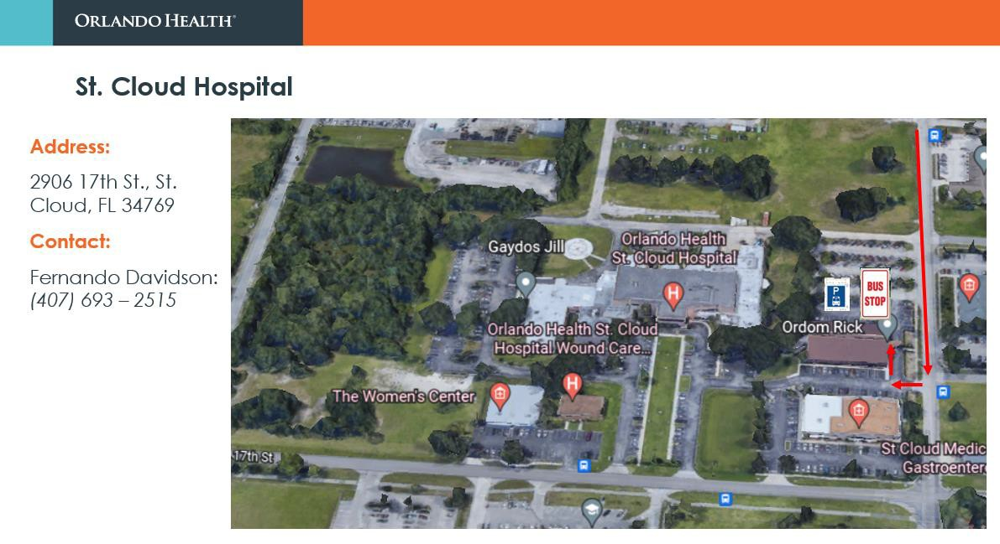 ORLANDO HEALTH®
St. Cloud Hospital
Address:
2906 17th St., St.
Cloud, FL 34769
Contact:
Fernando Davidson:
(407) 693 – 2515
Gaydos Jill
Orlando Health
St. Cloud Hospital
H
P
BUS
STOP
Ordom Rick
Orlando Health St. Cloud
Hospital Wound Care...
H
The Women's Center
St Cloud Medic
Gastroenter
17th St